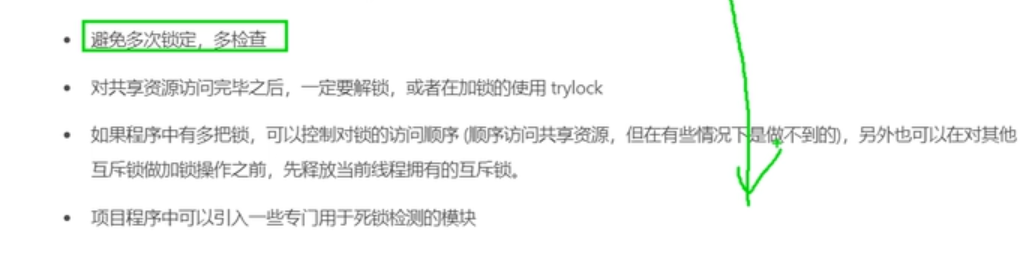 避免多次锁定，多检查
对共享资源访问完毕之后，一定要解锁，或者在加锁的使用 trylock
如果程序中有多把锁，可以控制对锁的访问顺序 (顺序访问共享资源，但在有些情况下是做不到的)，另外也可以在对其他
互斥锁做加锁操作之前，先释放当前线程拥有的互斥锁。
项目程序中可以引入一些专门用于死锁检测的模块